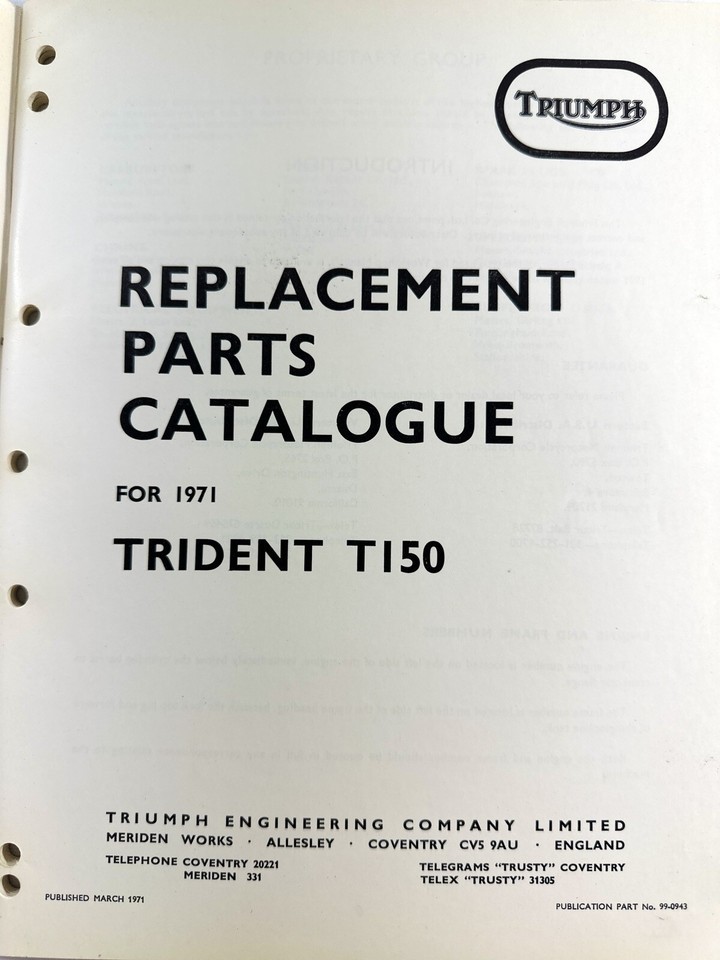 TRIUMPH
REPLACEMENT
PARTS
CATALOGUE
FOR 1971
TRIDENT T150
TRIUMPH ENGINEERING COMPANY LIMITED
MERIDEN WORKS · ALLESLEY · COVENTRY CV5 9AU · ENGLAND
TELEPHONE COVENTRY 20221
MERIDEN 331
TELEGRAMS “TRUSTY” COVENTRY
TELEX “TRUSTY” 31305
PUBLISHED MARCH 1971
PUBLICATION PART No. 99-0943